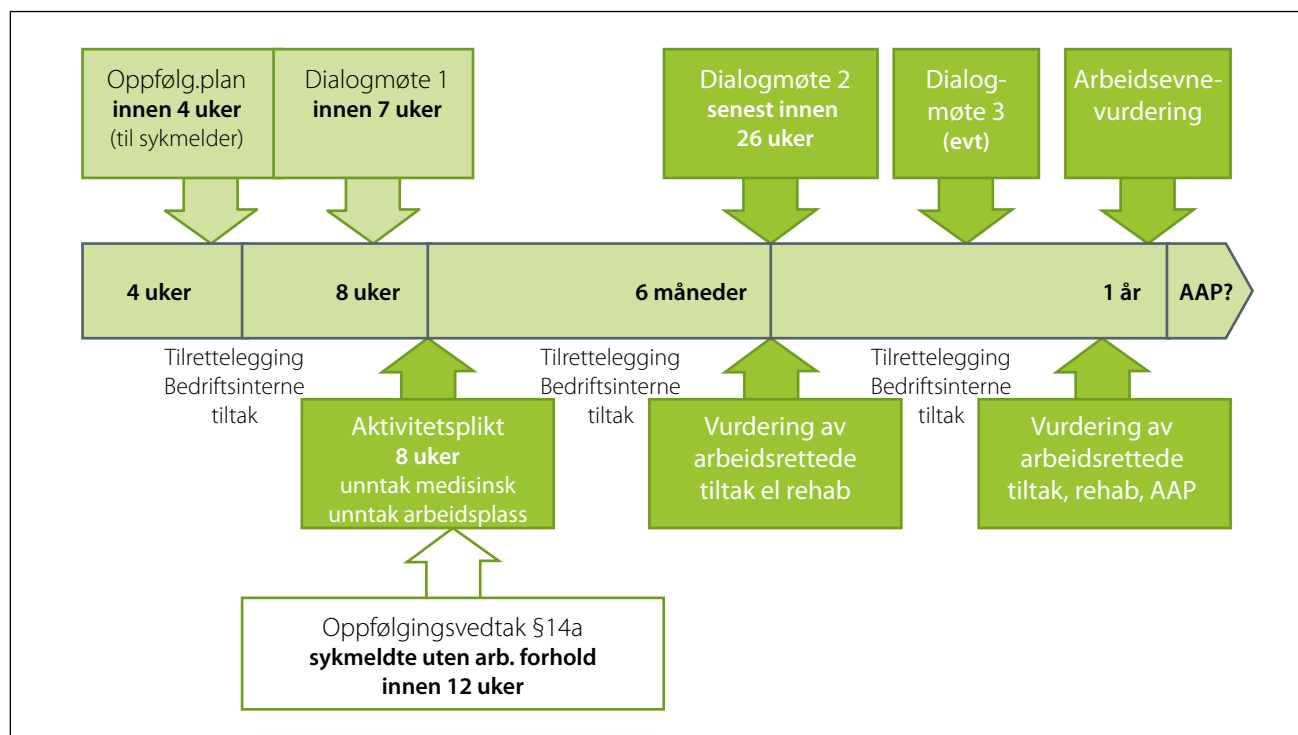 Oppfølg.plan
innen 4 uker
(til sykmelder)
Dialogmøte 1
innen 7 uker
Dialogmøte 2
senest innen
26 uker
Dialog-
møte 3
(evt)
Arbeidsevne-
vurdering
4 uker
8 uker
6 måneder
1 år
AAP?
Tilrettelegging
Bedriftsinterne
tiltak
Tilrettelegging
Bedriftsinterne
tiltak
Tilrettelegging
Bedriftsinterne
tiltak
Aktivitetsplikt
8 uker
unntak medisinsk
unntak arbeidsplass
Vurdering av
arbeidsrettede
tiltak el rehab
Vurdering av
arbeidsrettede
tiltak, rehab, AAP
Oppfølgingsvedtak §14a
sykmeldte uten arb. forhold
innen 12 uker